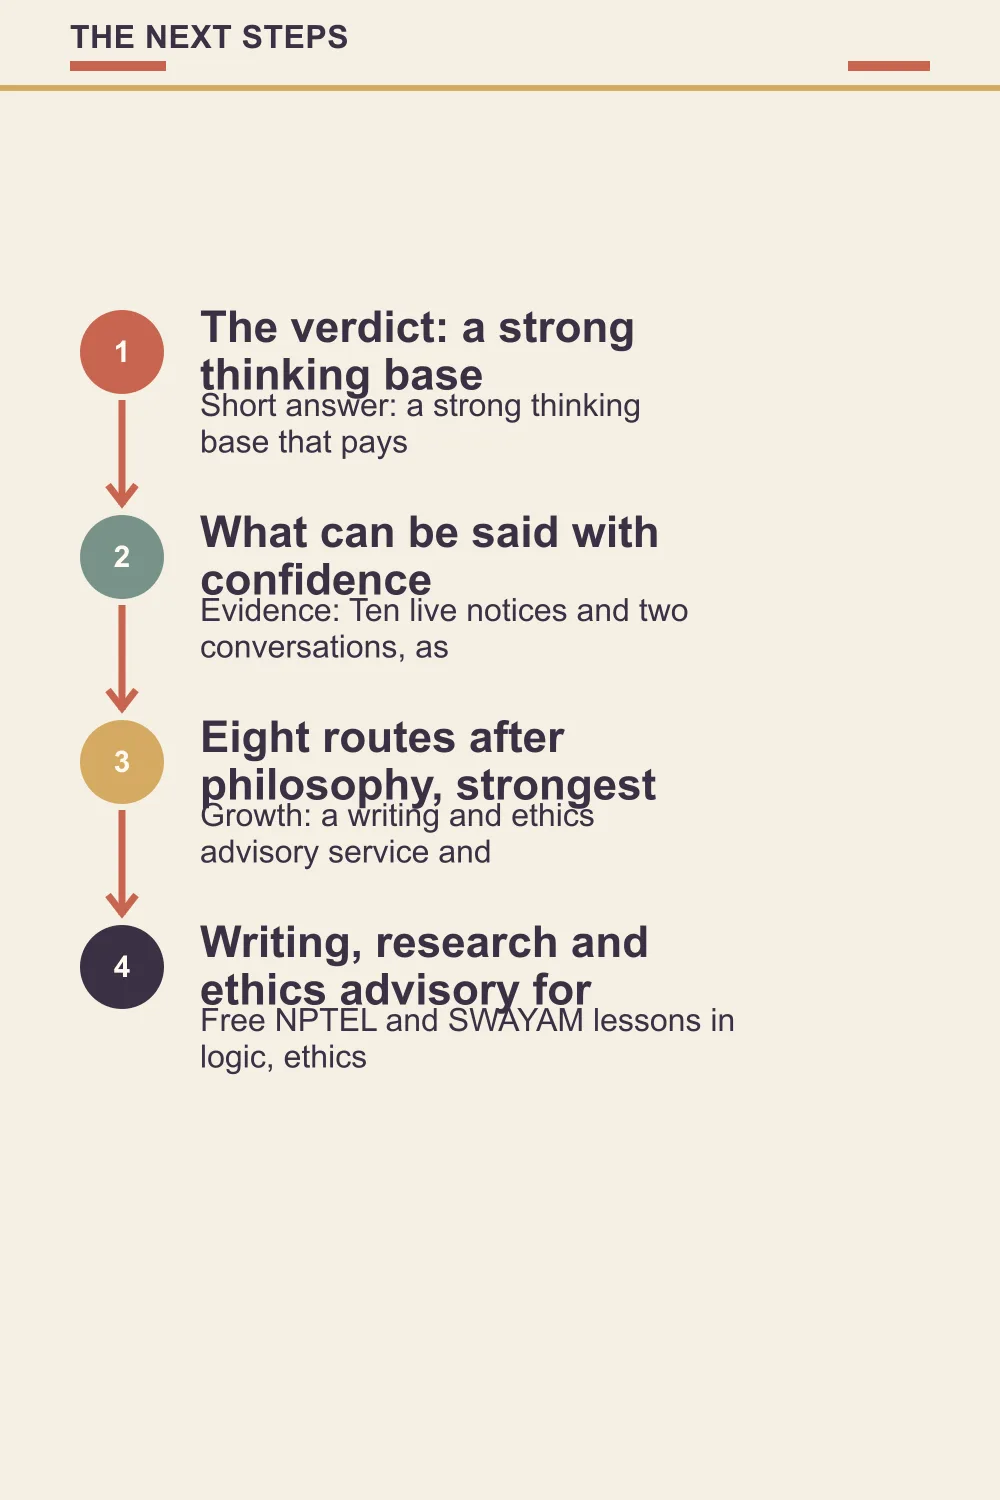 THE NEXT STEPS
1
The verdict: a strong
thinking base
Short answer: a strong thinking
base that pays
2
What can be said with
confidence
Evidence: Ten live notices and two
conversations, as
3
Eight routes after
philosophy, strongest
Growth: a writing and ethics
advisory service and
4
Writing, research and
ethics advisory for
Free NPTEL and SWAYAM lessons in
logic, ethics